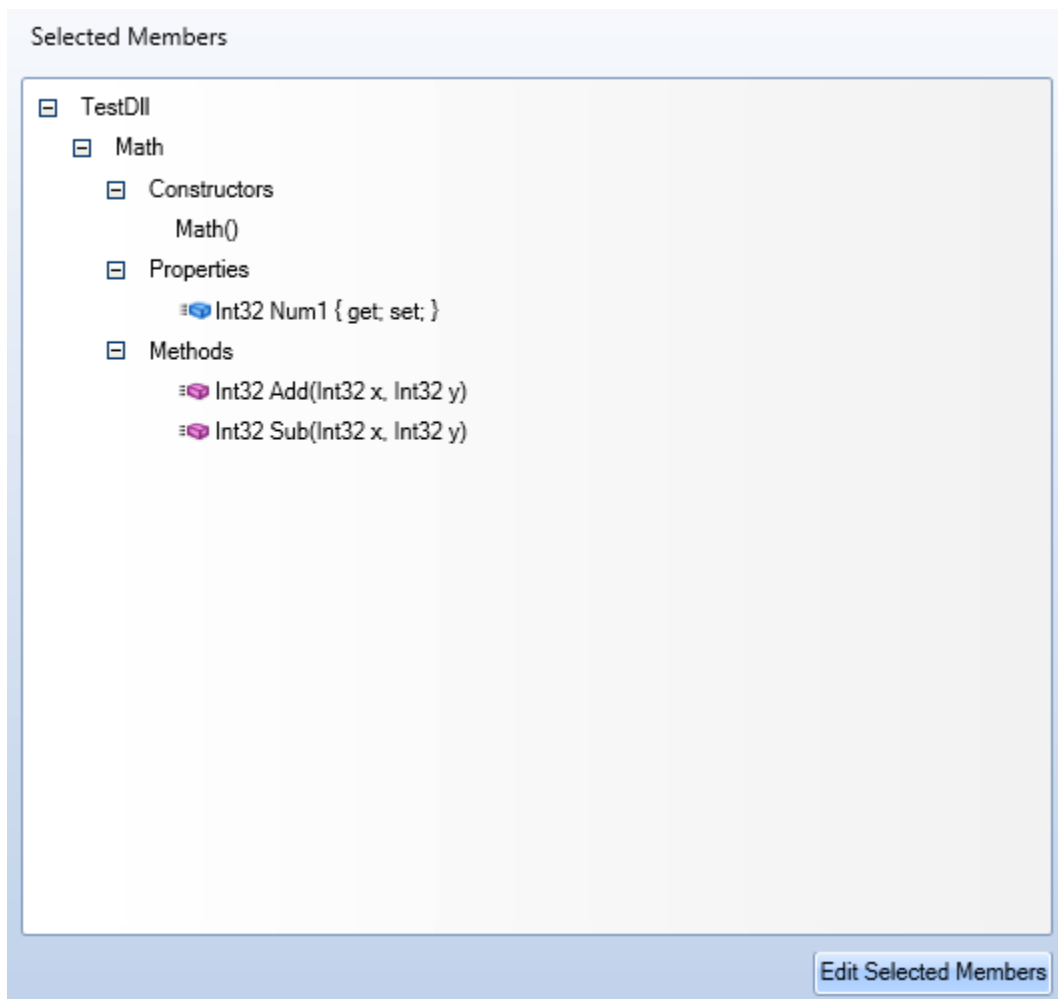 Selected Members
TestDll
Math
Constructors
Math()
Properties
Int32 Num1 { get; set; }
Methods
Int32 Add(Int32 x, Int32 y)
Int32 Sub(Int32 x, Int32 y)
Edit Selected Members